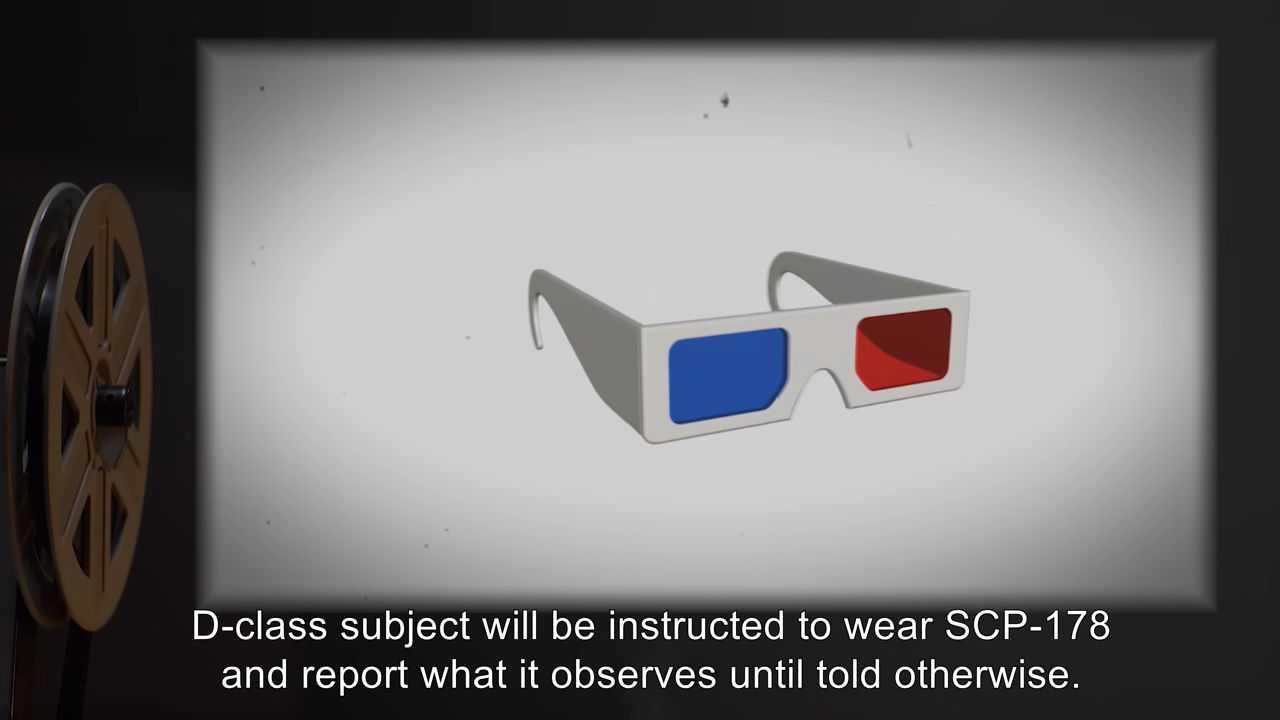 D-class subject will be instructed to wear SCP-178
and report what it observes until told otherwise.